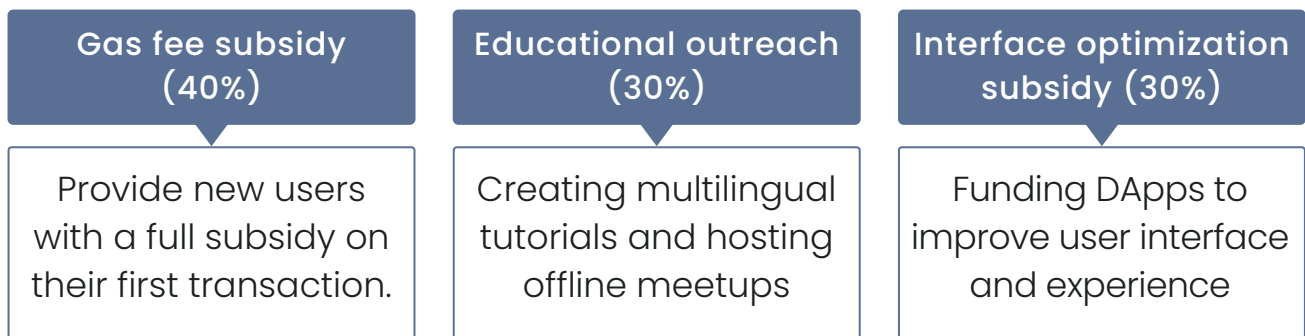 Gas fee subsidy
(40%)
Provide new users
with a full subsidy on
their first transaction.
Educational outreach
(30%)
Creating multilingual
tutorials and hosting
offline meetups
Interface optimization
subsidy (30%)
Funding DApps to
improve user interface
and experience